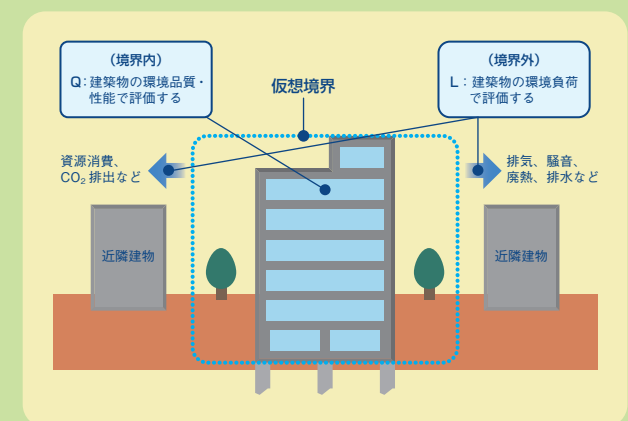 （境界内）
Q：建築物の環境品質・
性能で評価する
（境界外）
L：建築物の環境負荷
で評価する
仮想境界
資源消費、
CO₂排出など
排気、騒音、
廃熱、排水など
近隣建物
近隣建物